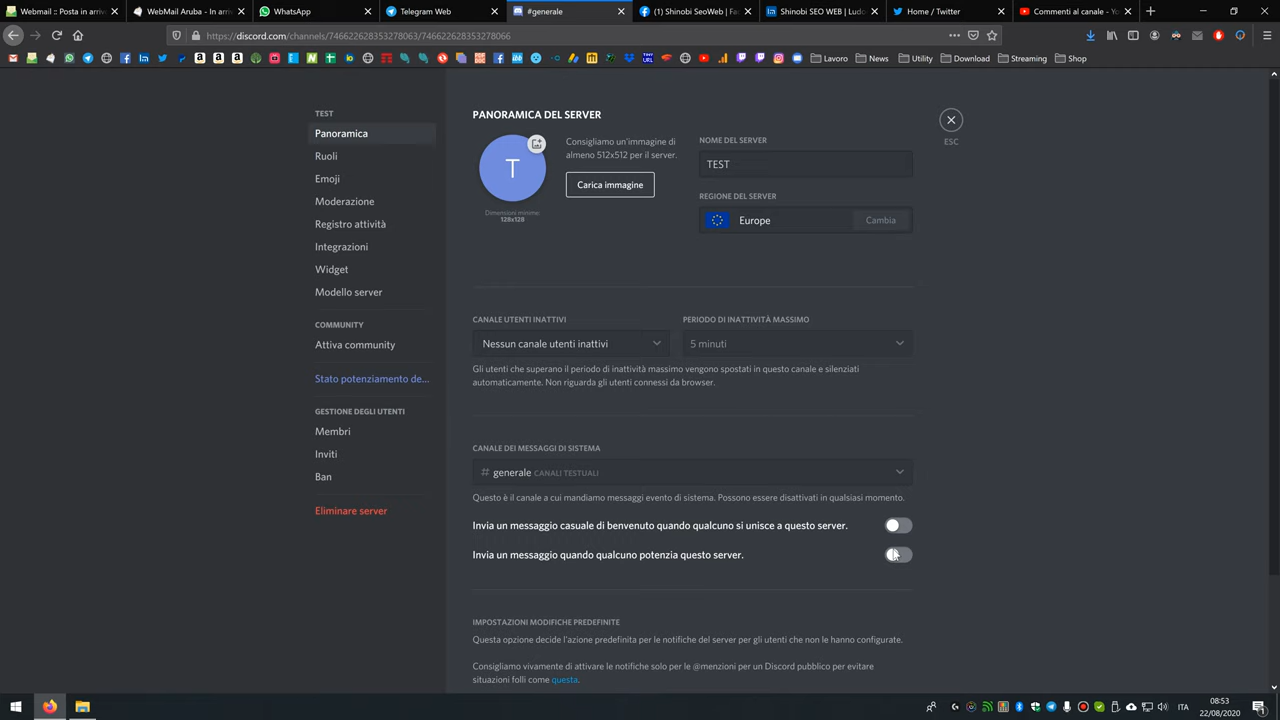 Webmail :: Posta in arriv
WebMail Aruba - In arriv
WhatsApp
Telegram Web
#generale
(1) Shinobi SeoWeb | Fac
Shinobi SEO WEB | Ludo
Home / Twitter
Commenti al canale - Yo
https://discord.com/channels/746622628353278063/746622628353278066
Lavoro
News
Utility
Download
Streaming
Shop
TEST
Panoramica
Ruoli
Emoji
Moderazione
Registro attività
Integrazioni
Widget
Modello server
COMMUNITY
Attiva community
Stato potenziamento de...
GESTIONE DEGLI UTENTI
Membri
Inviti
Ban
Eliminare server
PANORAMICA DEL SERVER
T
Dimensioni minime:
128x128
Consigliamo un'immagine di
almeno 512x512 per il server.
Carica immagine
NOME DEL SERVER
TEST
REGIONE DEL SERVER
Europe
Cambia
ESC
CANALE UTENTI INATTIVI
Nessun canale utenti inattivi
PERIODO DI INATTIVITÀ MASSIMO
5 minuti
Gli utenti che superano il periodo di inattività massimo vengono spostati in questo canale e silenziati
automaticamente. Non riguarda gli utenti connessi da browser.
CANALE DEI MESSAGGI DI SISTEMA
# generale CANALI TESTUALI
Questo è il canale a cui mandiamo messaggi evento di sistema. Possono essere disattivati in qualsiasi momento.
Invia un messaggio casuale di benvenuto quando qualcuno si unisce a questo server.
Invia un messaggio quando qualcuno potenzia questo server.
IMPOSTAZIONI MODIFICHE PREDEFINITE
Questa opzione decide l'azione predefinita per le notifiche del server per gli utenti che non le hanno configurate.
Consigliamo vivamente di attivare le notifiche solo per le @menzioni per un Discord pubblico per evitare
situazioni folli come questa.
ITA
08:53
22/08/2020